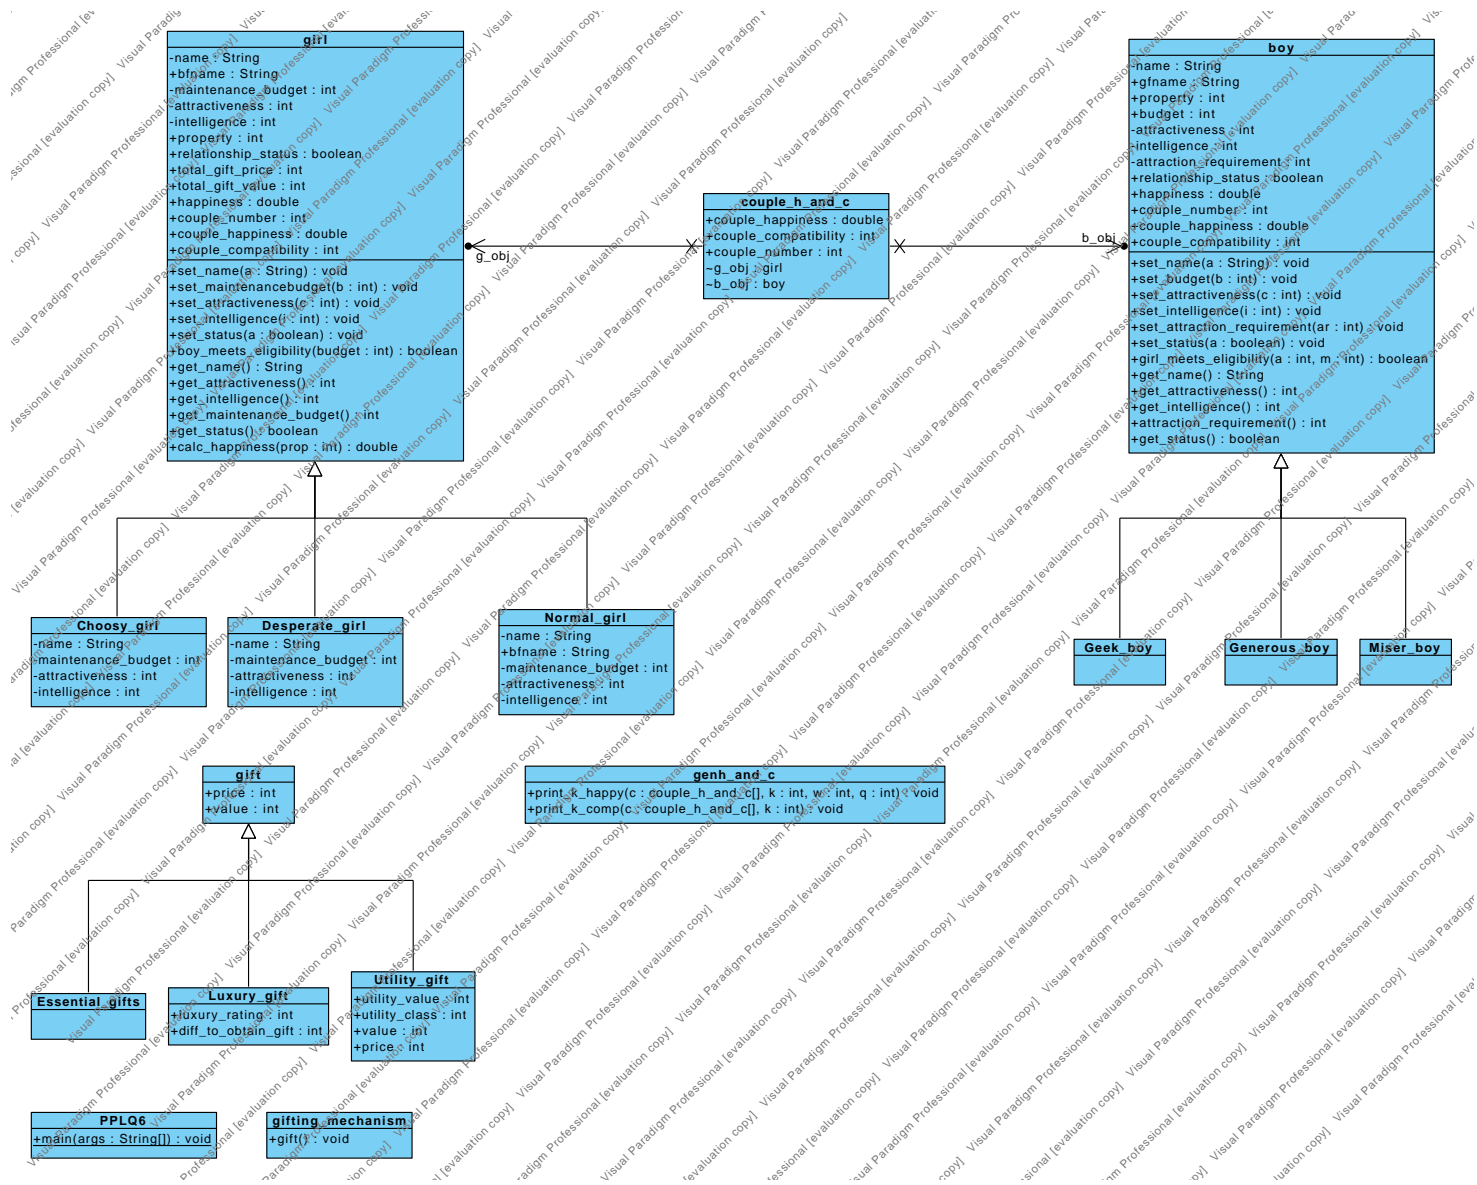 girl
-name : String
+bfname : String
-maintenance_budget : int
-attractiveness : int
-intelligence : int
+property : int
+relationship_status : boolean
+total_gift_price : int
+total_gift_value : int
+happiness : double
+couple_number : int
+couple_happiness : double
+couple_compatibility : int
+set_name(a : String) : void
+set_maintenancebudget(b : int) : void
+set_attractiveness(c : int) : void
+set_intelligence(i : int) : void
+set_status(a : boolean) : void
+boy_meets_eligibility(budget : int) : boolean
+get_name() : String
+get_attractiveness() : int
+get_intelligence() : int
+get_maintenance_budget() : int
+get_status() : boolean
+calc_happiness(prop : int) : double
g_obj
couple_h_and_c
+couple_happiness : double
+couple_compatibility : int
+couple_number : int
~g_obj : girl
~b_obj : boy
b_obj
boy
-name : String
+gfname : String
+property : int
+budget : int
-attractiveness : int
-intelligence : int
-attraction_requirement : int
+relationship_status : boolean
+happiness : double
+couple_number : int
+couple_happiness : double
+couple_compatibility : int
+set_name(a : String) : void
+set_budget(b : int) : void
+set_attractiveness(c : int) : void
+set_intelligence(i : int) : void
+set_attraction_requirement(ar : int) : void
+set_status(a : boolean) : void
+girl_meets_eligibility(a : int, m : int) : boolean
+get_name() : String
+get_attractiveness() : int
+get_intelligence() : int
+attraction_requirement() : int
+get_status() : boolean
Choosy_girl
-name : String
-maintenance_budget : int
-attractiveness : int
-intelligence : int
Desperate_girl
-name : String
-maintenance_budget : int
-attractiveness : int
-intelligence : int
Normal_girl
-name : String
+bfname : String
-maintenance_budget : int
-attractiveness : int
-intelligence : int
Geek_boy
Generous_boy
Miser_boy
gift
+price : int
+value : int
genh_and_c
+print_k_happy(c : couple_h_and_c[], k : int, w : int, q : int) : void
+print_k_comp(c : couple_h_and_c[], k : int) : void
Essential_gifts
Luxury_gift
+luxury_rating : int
+diff_to_obtain_gift : int
Utility_gift
+utility_value : int
+utility_class : int
+value : int
+price : int
PPLQ6
+main(args : String[]) : void
gifting_mechanism
+gift() : void
Visual Paradigm Professional [evaluation copy]